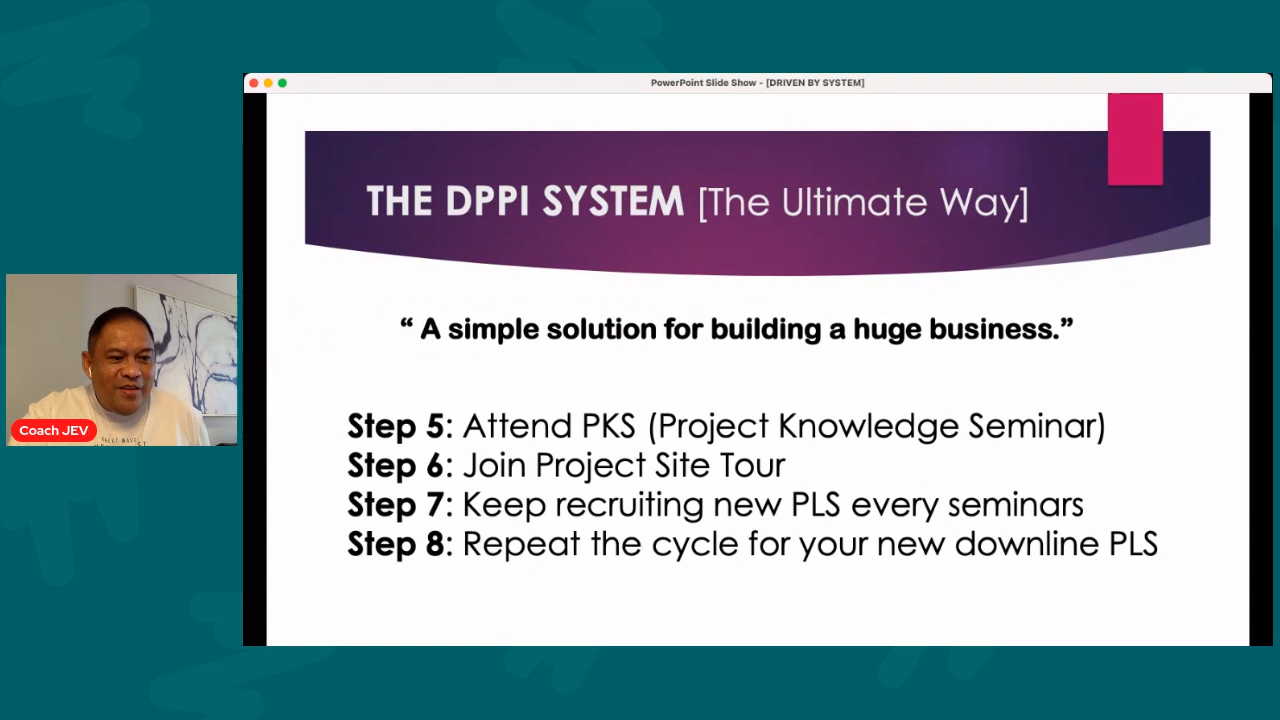 PowerPoint Slide Show - [DRIVEN BY SYSTEM]
THE DPPI SYSTEM [The Ultimate Way]
“ A simple solution for building a huge business.”
Step 5: Attend PKS (Project Knowledge Seminar)
Step 6: Join Project Site Tour
Step 7: Keep recruiting new PLS every seminars
Step 8: Repeat the cycle for your new downline PLS
Coach JEV